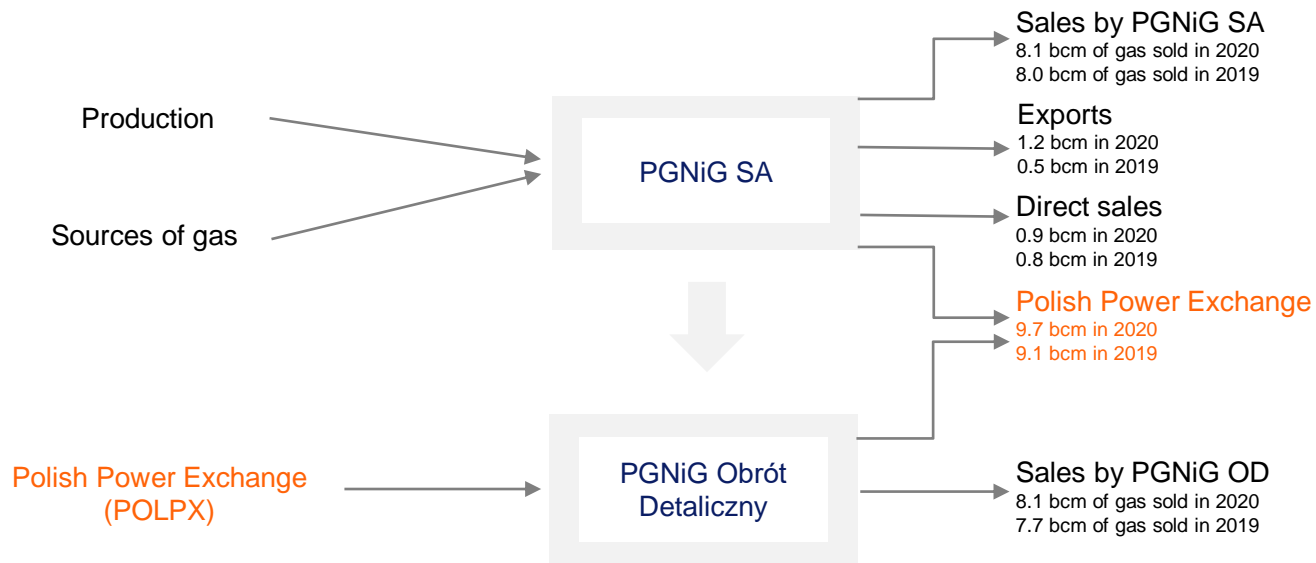 Sales by PGNiG SA
8.1 bcm of gas sold in 2020
8.0 bcm of gas sold in 2019
Production
Exports
1.2 bcm in 2020
0.5 bcm in 2019
PGNiG SA
Direct sales
0.9 bcm in 2020
0.8 bcm in 2019
Sources of gas
Polish Power Exchange
9.7 bcm in 2020
9.1 bcm in 2019
Polish Power Exchange
(POLPX)
PGNiG Obrót
Detaliczny
Sales by PGNiG OD
8.1 bcm of gas sold in 2020
7.7 bcm of gas sold in 2019